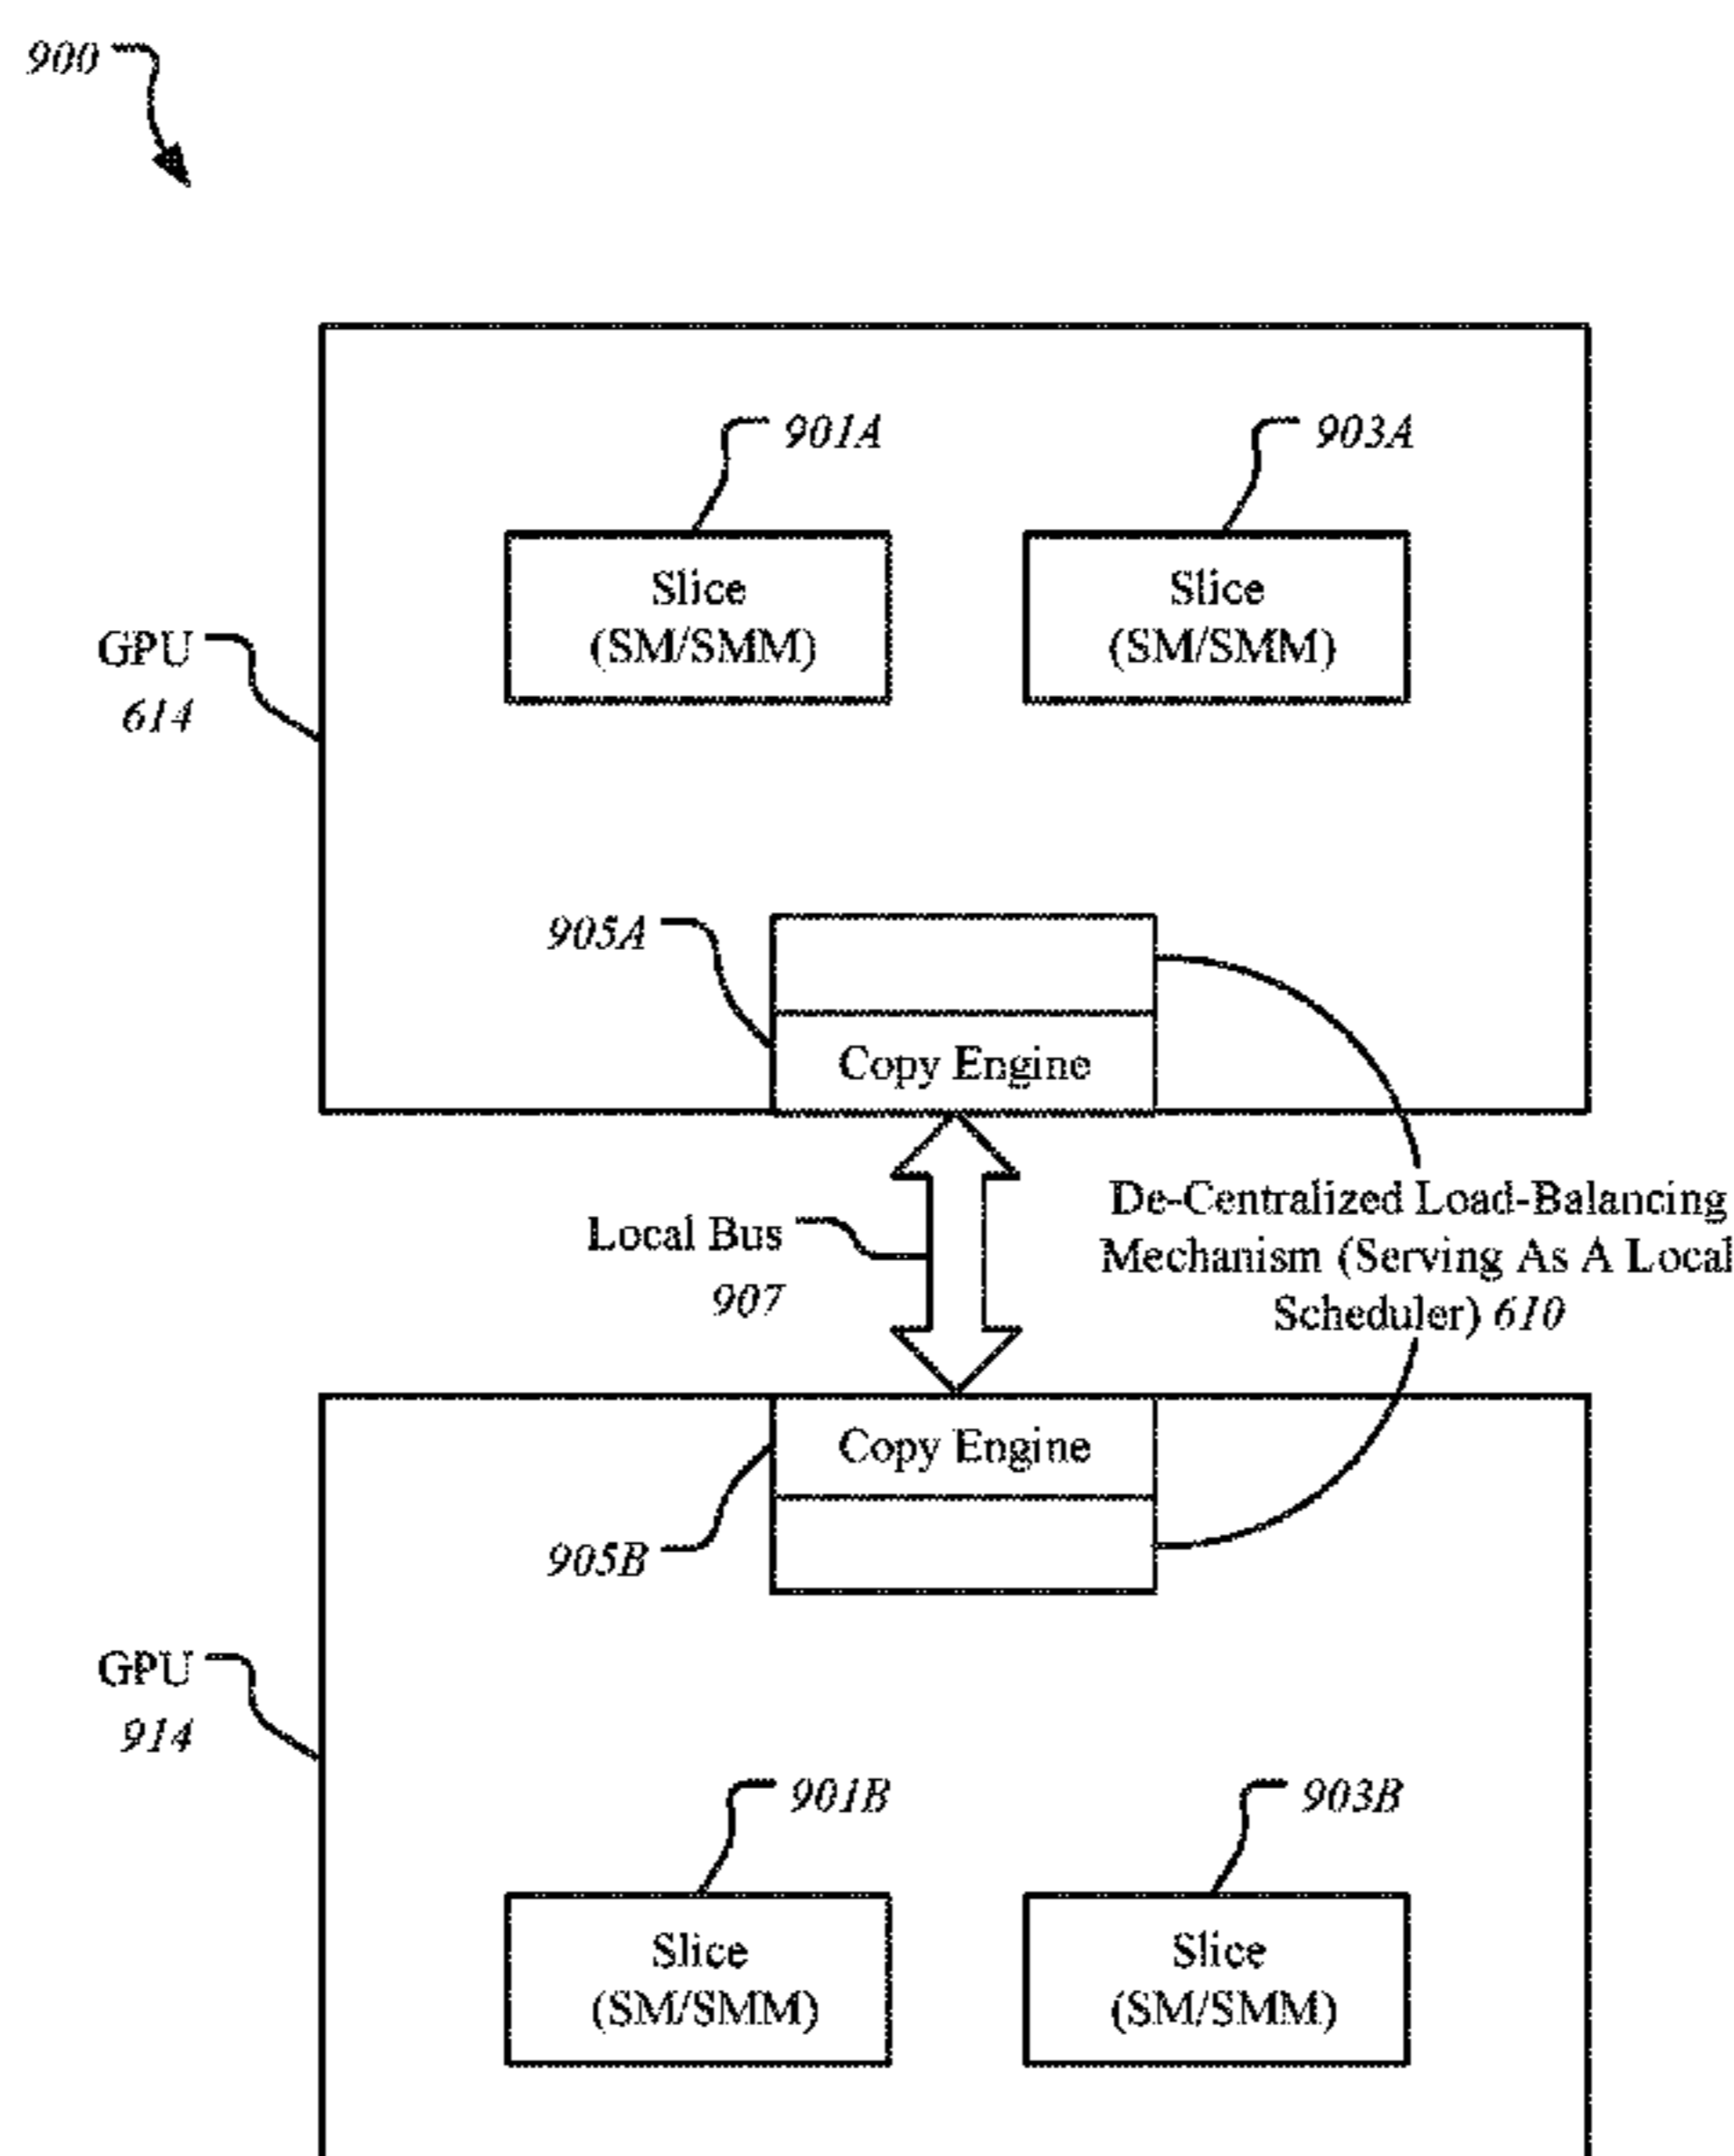 900
901A
903A
Slice
(SM/SMM)
Slice
(SM/SMM)
GPU
614
905A
Copy Engine
De-Centralized Load-Balancing
Mechanism (Serving As A Local
Scheduler) 610
Local Bus
907
Copy Engine
905B
GPU
914
901B
903B
Slice
(SM/SMM)
Slice
(SM/SMM)